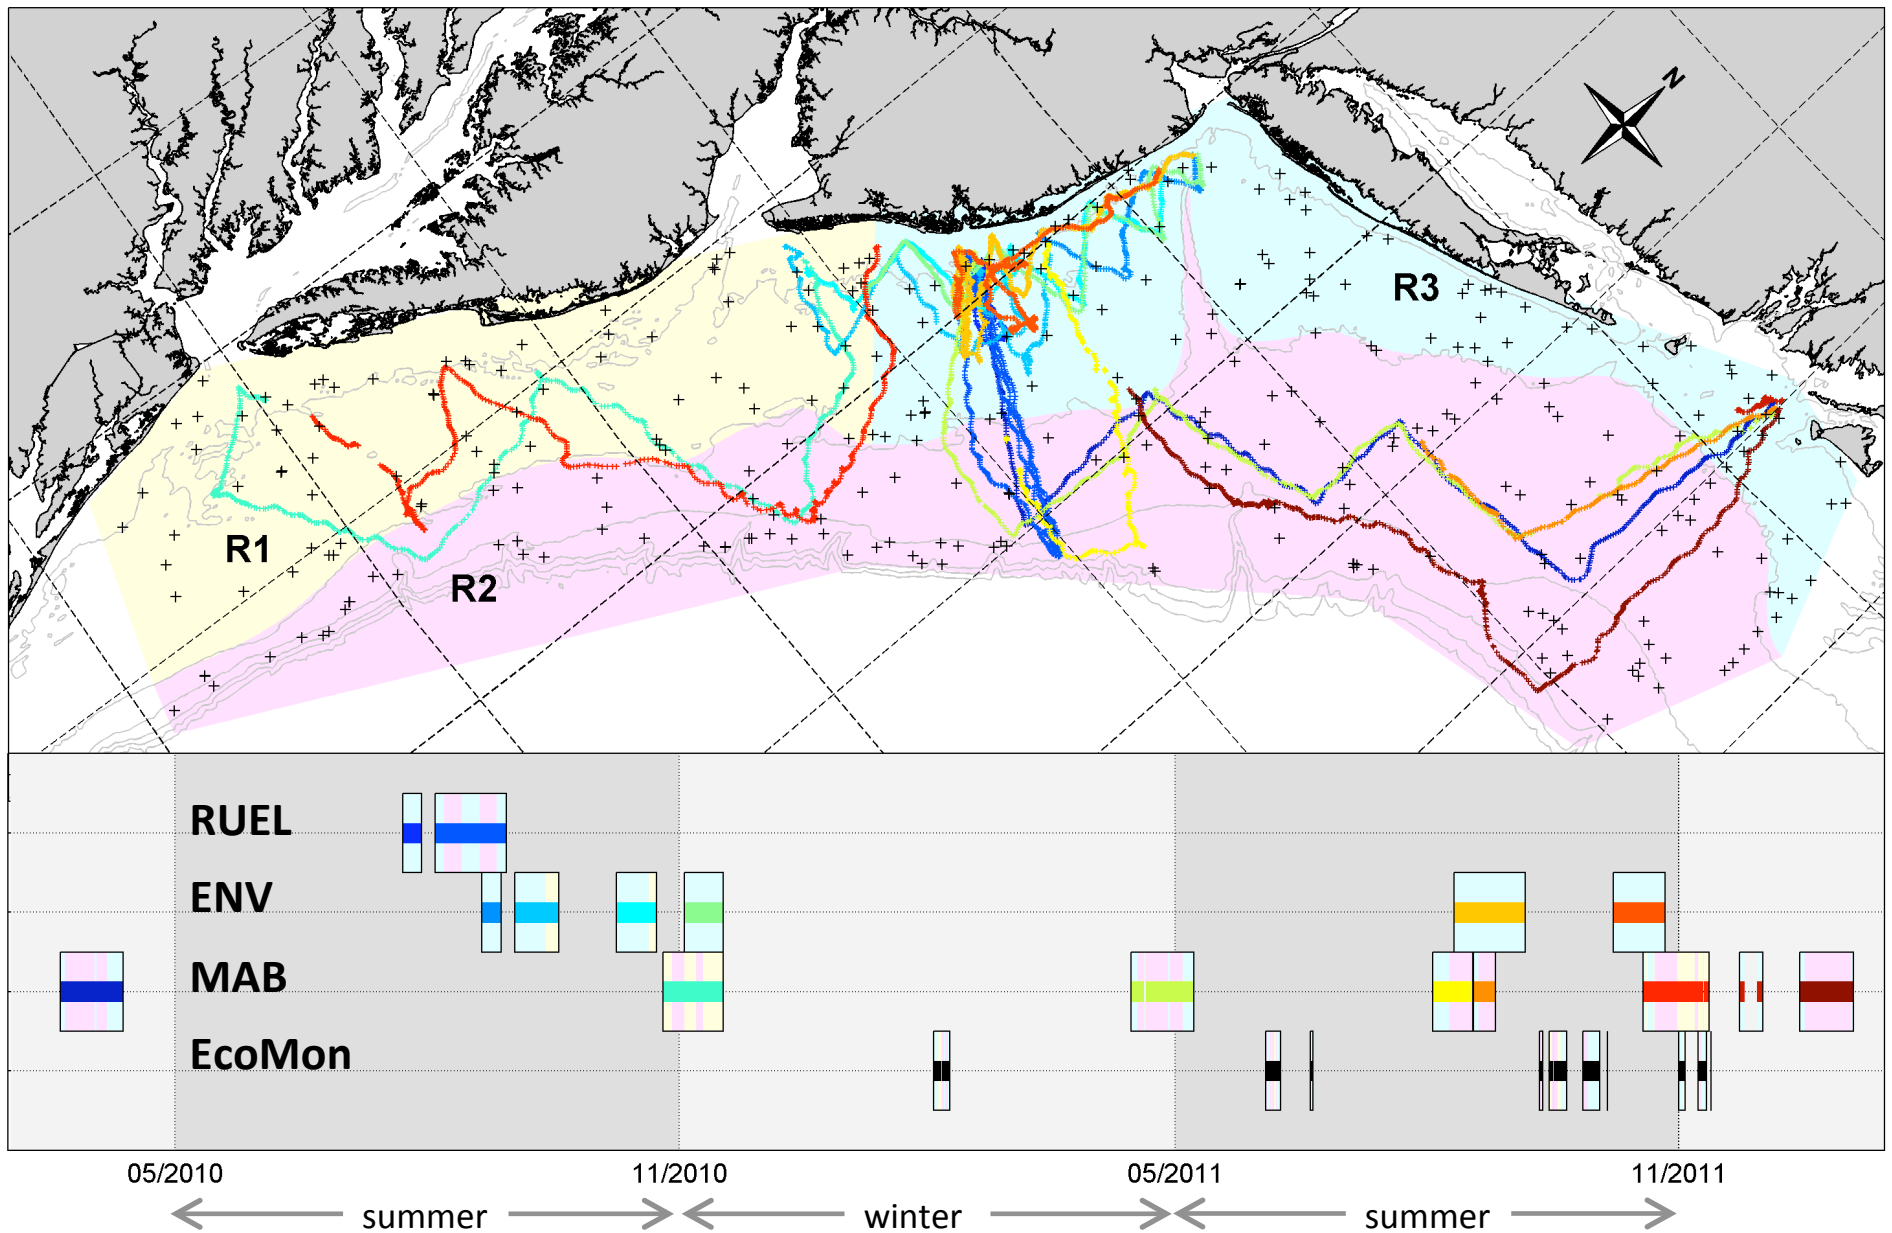 N
R3
R1
R2
RUEL
ENV
MAB
EcoMon
05/2010 11/2010 05/2011 11/2011
summer winter summer